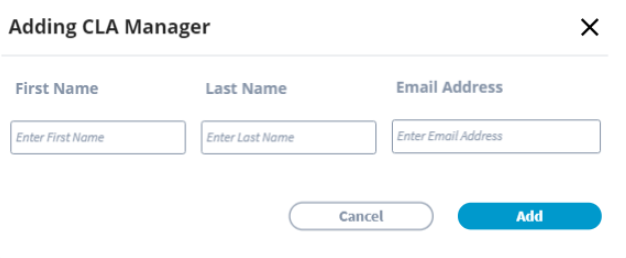 Adding CLA Manager
First Name Last Name Email Address
Enter First Name Enter Last Name Enter Email Address
Cancel Add